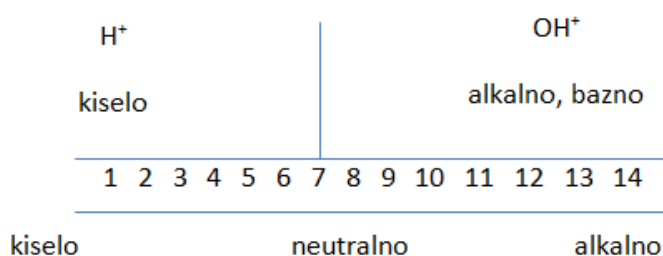 H⁺ OH⁺
kiselo alkalno, bazno
1 2 3 4 5 6 7 8 9 10 11 12 13 14
kiselo neutralno alkalno